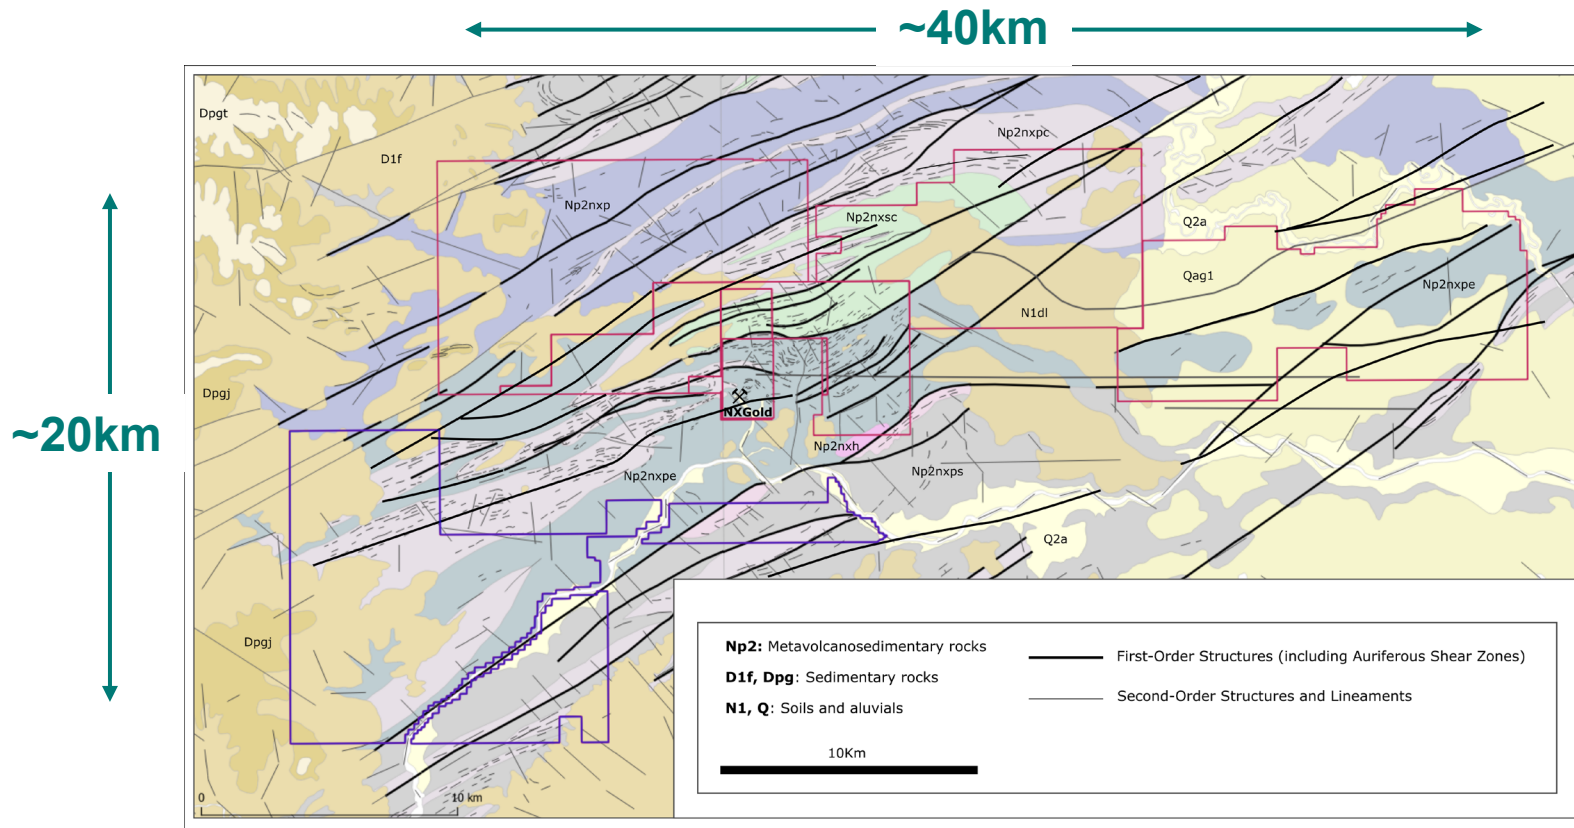 ~40km
Dpgt
Np2nxpc
D1f
Np2nxp
Np2nxsc
Q2a
Qag1
Np2nxpe
N1dl
Dpgj
NXGold
~20km
Np2nxh
Np2nxps
Np2nxpe
Q2a
Dpgj
Np2: Metavolcanosedimentary rocks
D1f, Dpg: Sedimentary rocks
N1, Q: Soils and aluvials
First-Order Structures (including Auriferous Shear Zones)
Second-Order Structures and Lineaments
10Km
0
10 km